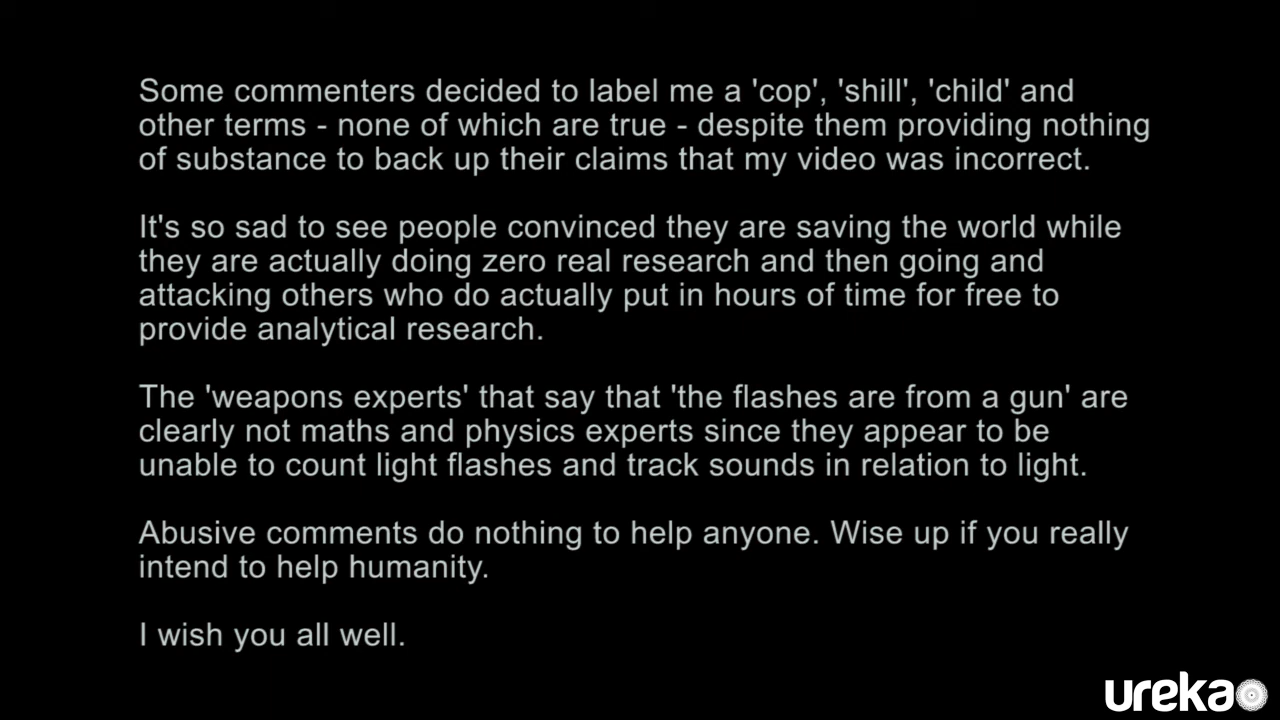 Some commenters decided to label me a 'cop', 'shill', 'child' and
other terms - none of which are true - despite them providing nothing
of substance to back up their claims that my video was incorrect.
It's so sad to see people convinced they are saving the world while
they are actually doing zero real research and then going and
attacking others who do actually put in hours of time for free to
provide analytical research.
The 'weapons experts' that say that 'the flashes are from a gun' are
clearly not maths and physics experts since they appear to be
unable to count light flashes and track sounds in relation to light.
Abusive comments do nothing to help anyone. Wise up if you really
intend to help humanity.
I wish you all well.
ureka